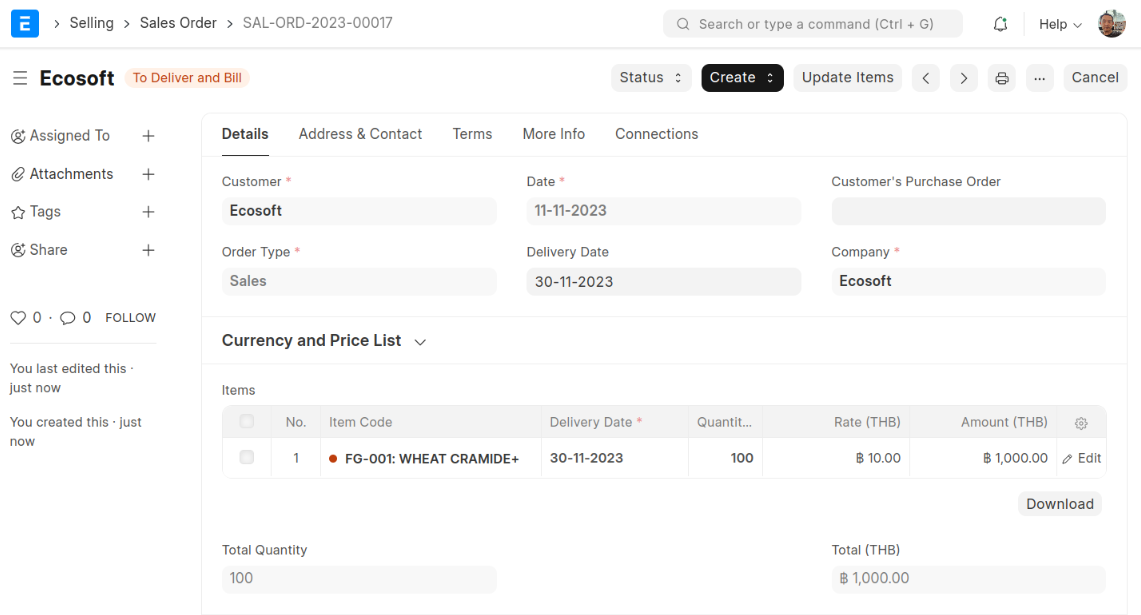 E > Selling > Sales Order > SAL-ORD-2023-00017 Search or type a command (Ctrl + G) Help
Ecosoft To Deliver and Bill Status Create Update Items < > ... Cancel
Assigned To +
Attachments +
Tags +
Share +
0 · 0 FOLLOW
You last edited this ·
just now
You created this · just
now
Details Address & Contact Terms More Info Connections
Customer * Date * Customer's Purchase Order
Ecosoft 11-11-2023
Order Type * Delivery Date Company *
Sales 30-11-2023 Ecosoft
Currency and Price List
Items
No. Item Code Delivery Date * Quantit... Rate (THB) Amount (THB)
1 FG-001: WHEAT CRAMIDE+ 30-11-2023 100 ฿ 10.00 ฿ 1,000.00 Edit
Download
Total Quantity Total (THB)
100 ฿ 1,000.00